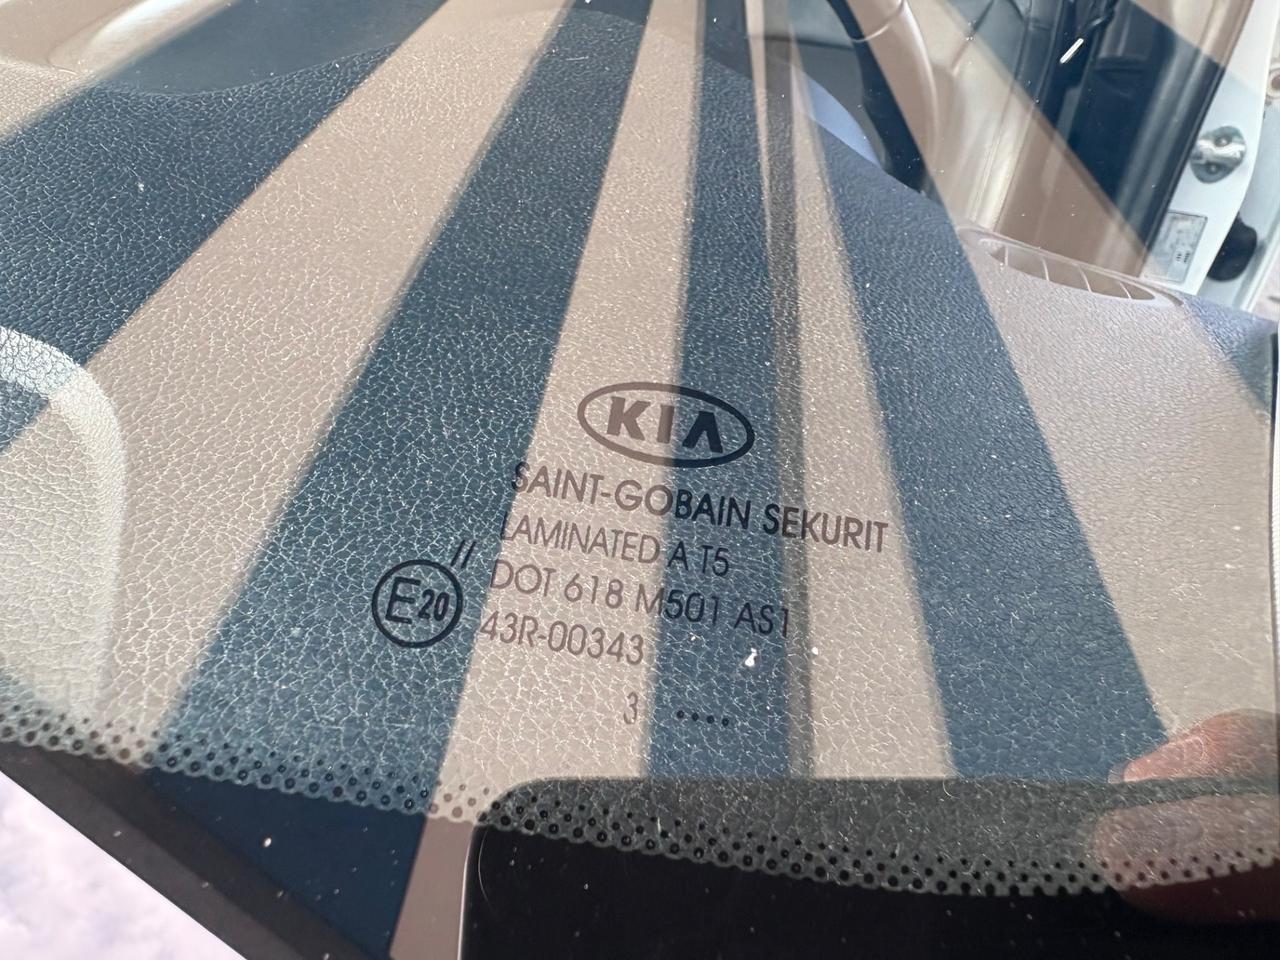 KIA
SAINT-GOBAIN SEKURIT
LAMINATED A T5
// DOT 618 M501 AS1
E20 43R-00343
3 ....